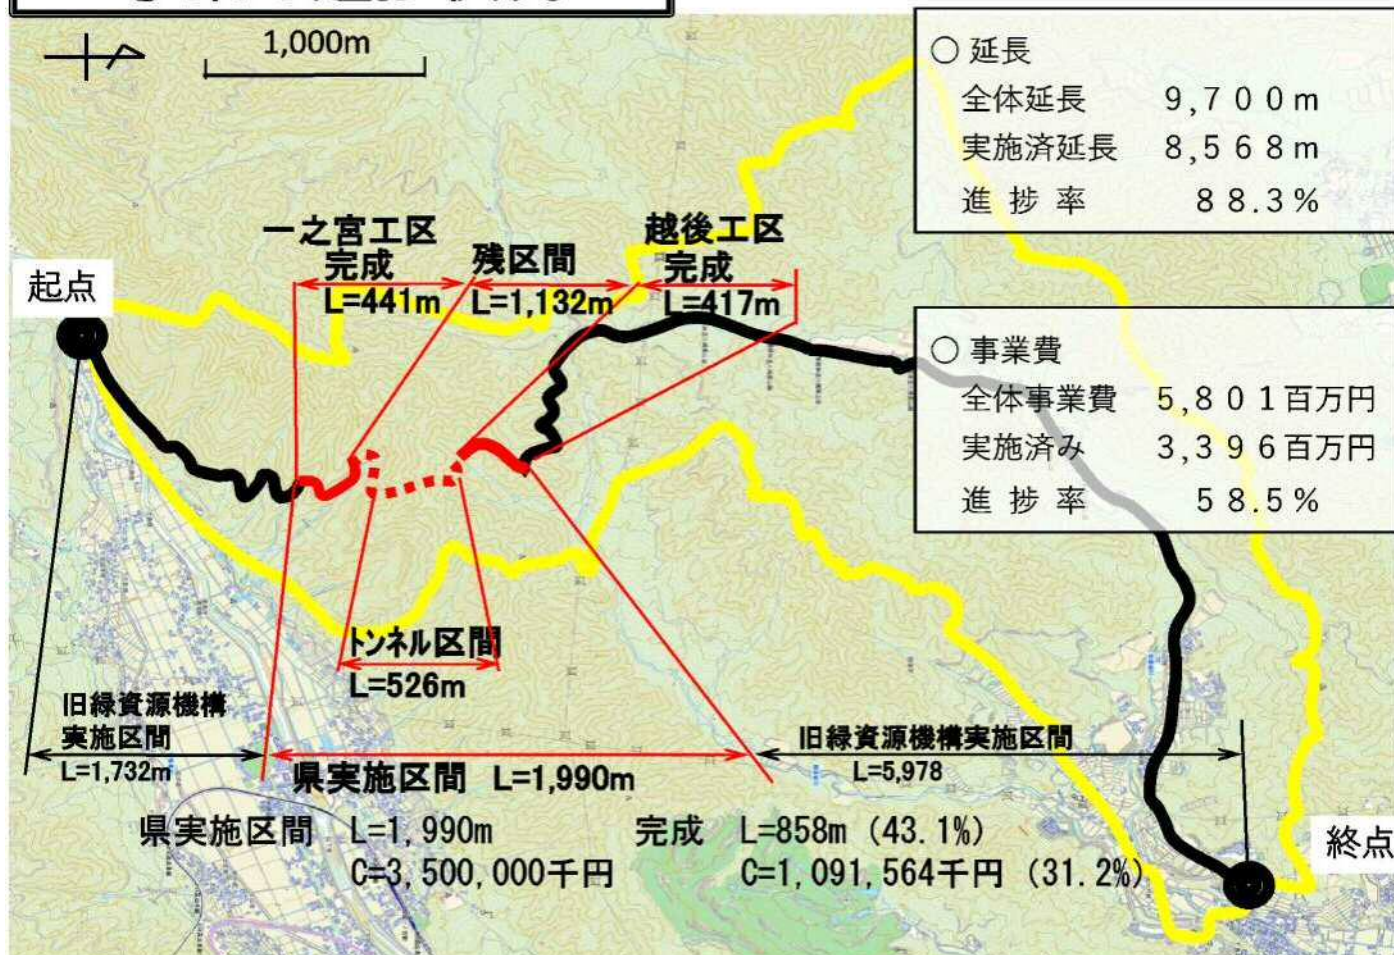 1,000m
○ 延長
全体延長 9,700m
実施済延長 8,568m
進捗率 88.3%
一之宮工区
完成
L=441m
残区間
L=1,132m
越後工区
完成
L=417m
起点
○ 事業費
全体事業費 5,801百万円
実施済み 3,396百万円
進捗率 58.5%
トンネル区間
L=526m
旧緑資源機構
実施区間
L=1,732m
旧緑資源機構実施区間
L=5,978
県実施区間 L=1,990m
県実施区間 L=1,990m 完成 L=858m (43.1%)
C=3,500,000千円 C=1,091,564千円 (31.2%)
終点